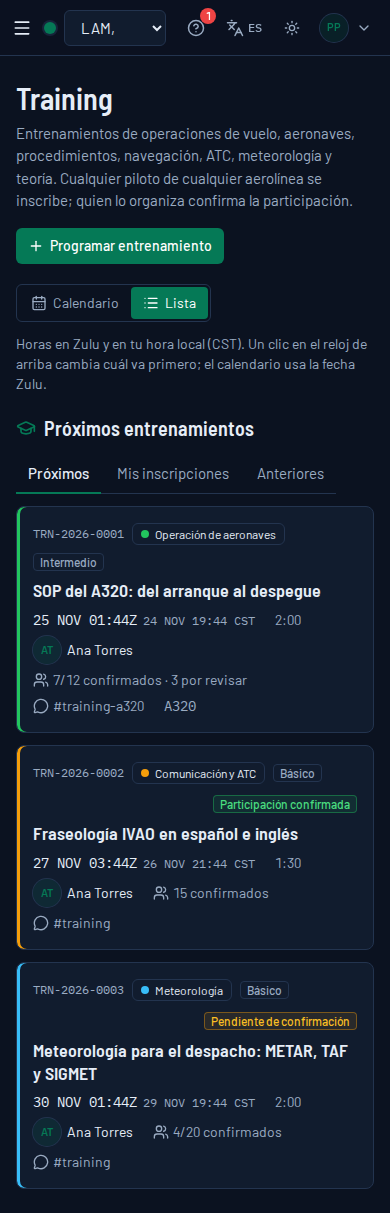 LAM,
1
ES
PP
Training
Entrenamientos de operaciones de vuelo, aeronaves,
procedimientos, navegación, ATC, meteorología y
teoría. Cualquier piloto de cualquier aerolínea se
inscribe; quien lo organiza confirma la participación.
+ Programar entrenamiento
Calendario
Lista
Horas en Zulu y en tu hora local (CST). Un clic en el reloj de
arriba cambia cuál va primero; el calendario usa la fecha
Zulu.
Próximos entrenamientos
Próximos Mis inscripciones Anteriores
TRN-2026-0001 Operación de aeronaves
Intermedio
SOP del A320: del arranque al despegue
25 NOV 01:44Z 24 NOV 19:44 CST 2:00
AT Ana Torres
7/12 confirmados · 3 por revisar
#training-a320 A320
TRN-2026-0002 Comunicación y ATC Básico
Participación confirmada
Fraseología IVAO en español e inglés
27 NOV 03:44Z 26 NOV 21:44 CST 1:30
AT Ana Torres 15 confirmados
#training
TRN-2026-0003 Meteorología Básico
Pendiente de confirmación
Meteorología para el despacho: METAR, TAF
y SIGMET
30 NOV 01:44Z 29 NOV 19:44 CST 2:00
AT Ana Torres 4/20 confirmados
#training